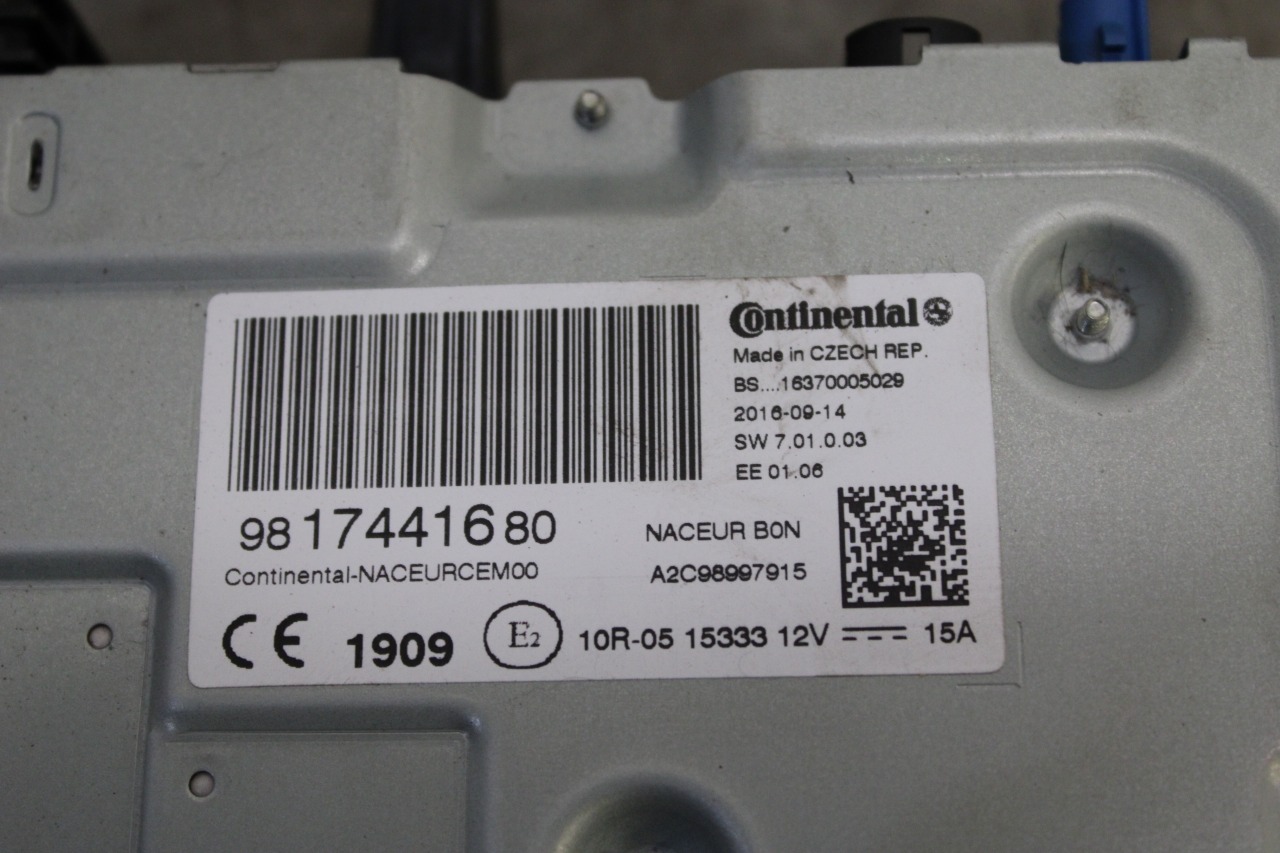 Continental
Made in CZECH REP.
BS....16370005029
2016-09-14
SW 7.01.0.03
EE 01.06
9817441680
NACEUR B0N
Continental-NACEURCEM00
A2C98997915
CE 1909 E2 10R-05 15333 12V 15A